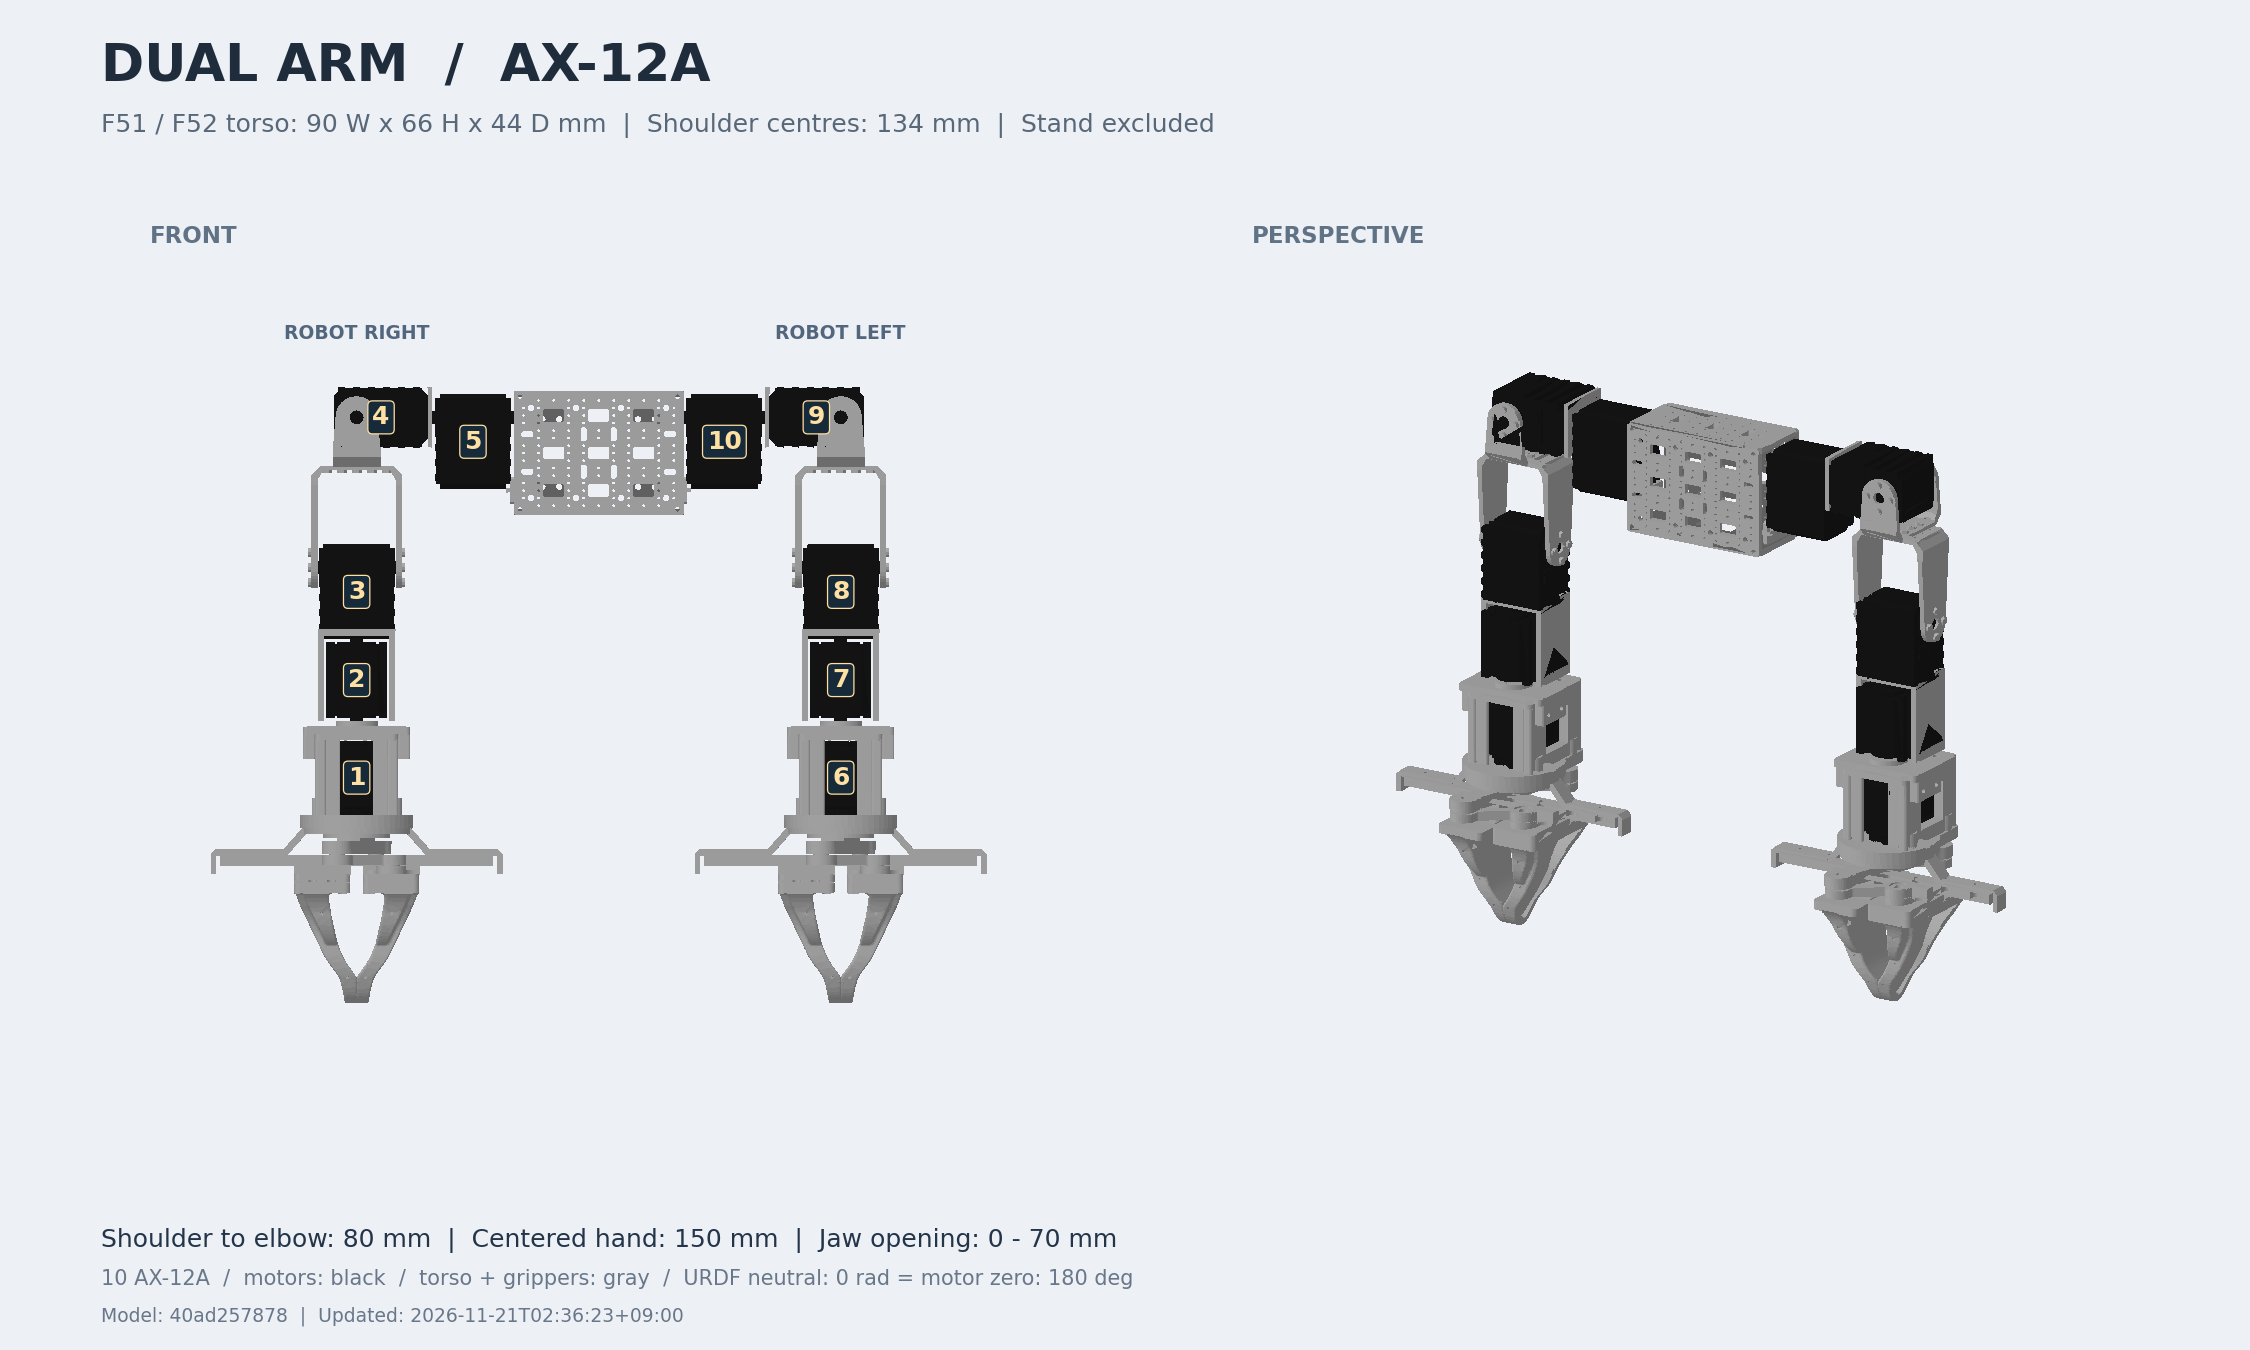 DUAL ARM / AX-12A
F51 / F52 torso: 90 W x 66 H x 44 D mm | Shoulder centres: 134 mm | Stand excluded
FRONT
PERSPECTIVE
ROBOT RIGHT
ROBOT LEFT
4
9
5
10
3
8
2
7
1
6
Shoulder to elbow: 80 mm | Centered hand: 150 mm | Jaw opening: 0 - 70 mm
10 AX-12A / motors: black / torso + grippers: gray / URDF neutral: 0 rad = motor zero: 180 deg
Model: 40ad257878 | Updated: 2026-11-21T02:36:23+09:00